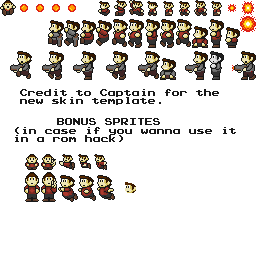 Credit to Captain for the
new skin template.
BONUS SPRITES
(in case if you wanna use it
in a rom hack)